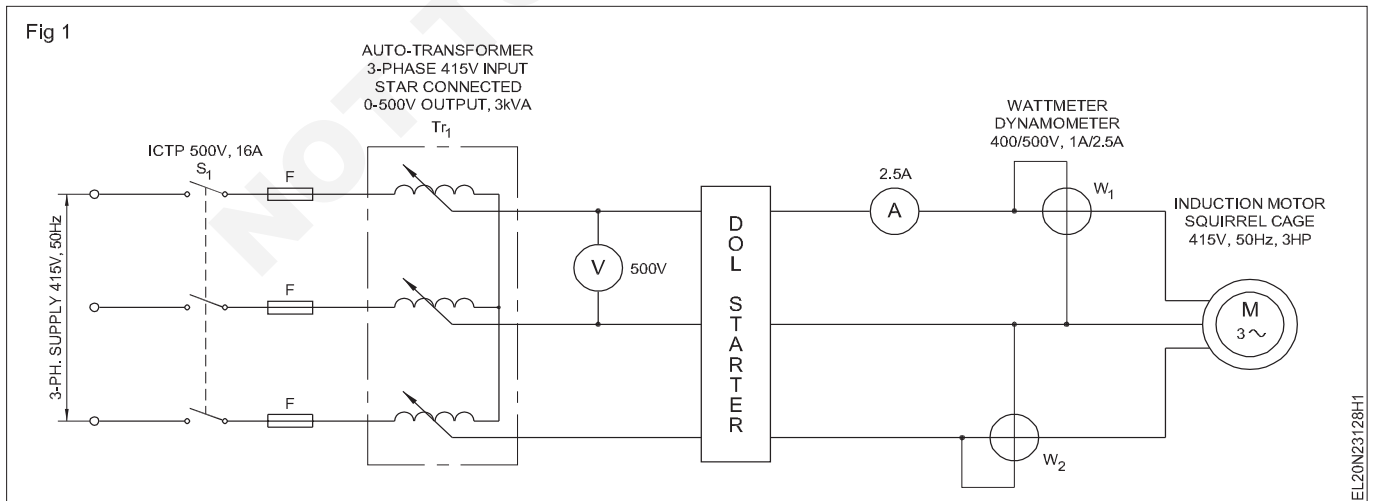 Fig 1
AUTO-TRANSFORMER
3-PHASE 415V INPUT
STAR CONNECTED
0-500V OUTPUT, 3kVA
Tr1
ICTP 500V, 16A
S1
F
F
F
3-PH. SUPPLY 415V, 50Hz
V
500V
DOL STARTER
2.5A
A
WATTMETER
DYNAMOMETER
400/500V, 1A/2.5A
W1
W2
INDUCTION MOTOR
SQUIRREL CAGE
415V, 50Hz, 3HP
M
3~
EL20N23128H1